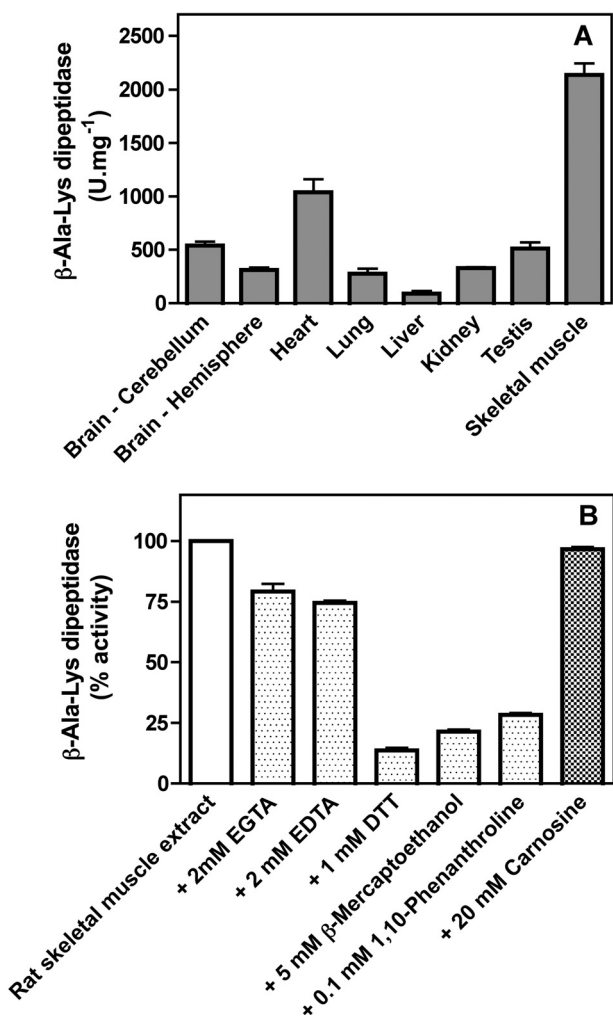 A
β-Ala-Lys dipeptidase
(U.mg⁻¹)
2500
2000
1500
1000
500
0
Brain - Cerebellum
Brain - Hemisphere
Heart
Lung
Liver
Kidney
Testis
Skeletal muscle
B
β-Ala-Lys dipeptidase
(% activity)
100
75
50
25
0
Rat skeletal muscle extract
+ 2mM EGTA
+ 2 mM EDTA
+ 1 mM DTT
+ 5 mM β-Mercaptoethanol
+ 0.1 mM 1,10-Phenanthroline
+ 20 mM Carnosine